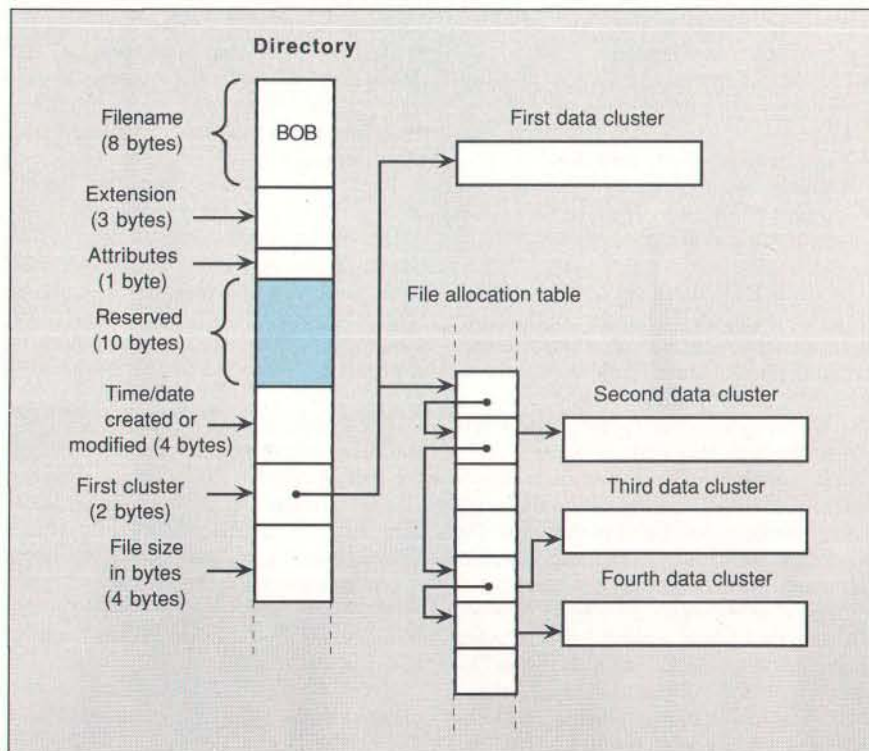 Directory
Filename
(8 bytes)
BOB
Extension
(3 bytes)
Attributes
(1 byte)
Reserved
(10 bytes)
Time/date
created or
modified (4 bytes)
First cluster
(2 bytes)
File size
in bytes
(4 bytes)
First data cluster
File allocation table
Second data cluster
Third data cluster
Fourth data cluster